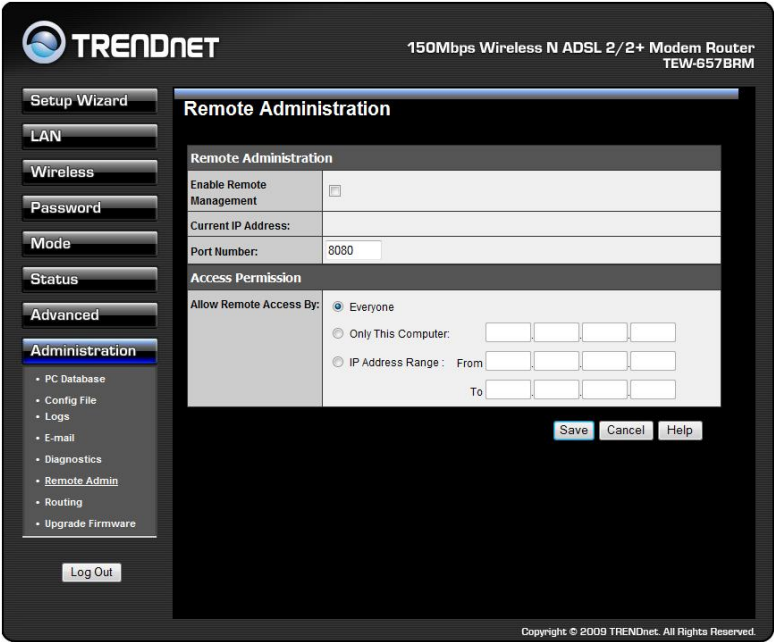 TRENDNET
150Mbps Wireless N ADSL 2/2+ Modem Router
TEW-657BRM
Setup Wizard
LAN
Wireless
Password
Mode
Status
Advanced
Administration
• PC Database
• Config File
• Logs
• E-mail
• Diagnostics
• Remote Admin
• Routing
• Upgrade Firmware
Log Out
Remote Administration
Remote Administration
Enable Remote
Management
Current IP Address:
Port Number: 8080
Access Permission
Allow Remote Access By: Everyone
Only This Computer: . . .
IP Address Range : From . . .
To . . .
Save Cancel Help
Copyright © 2009 TRENDnet. All Rights Reserved.